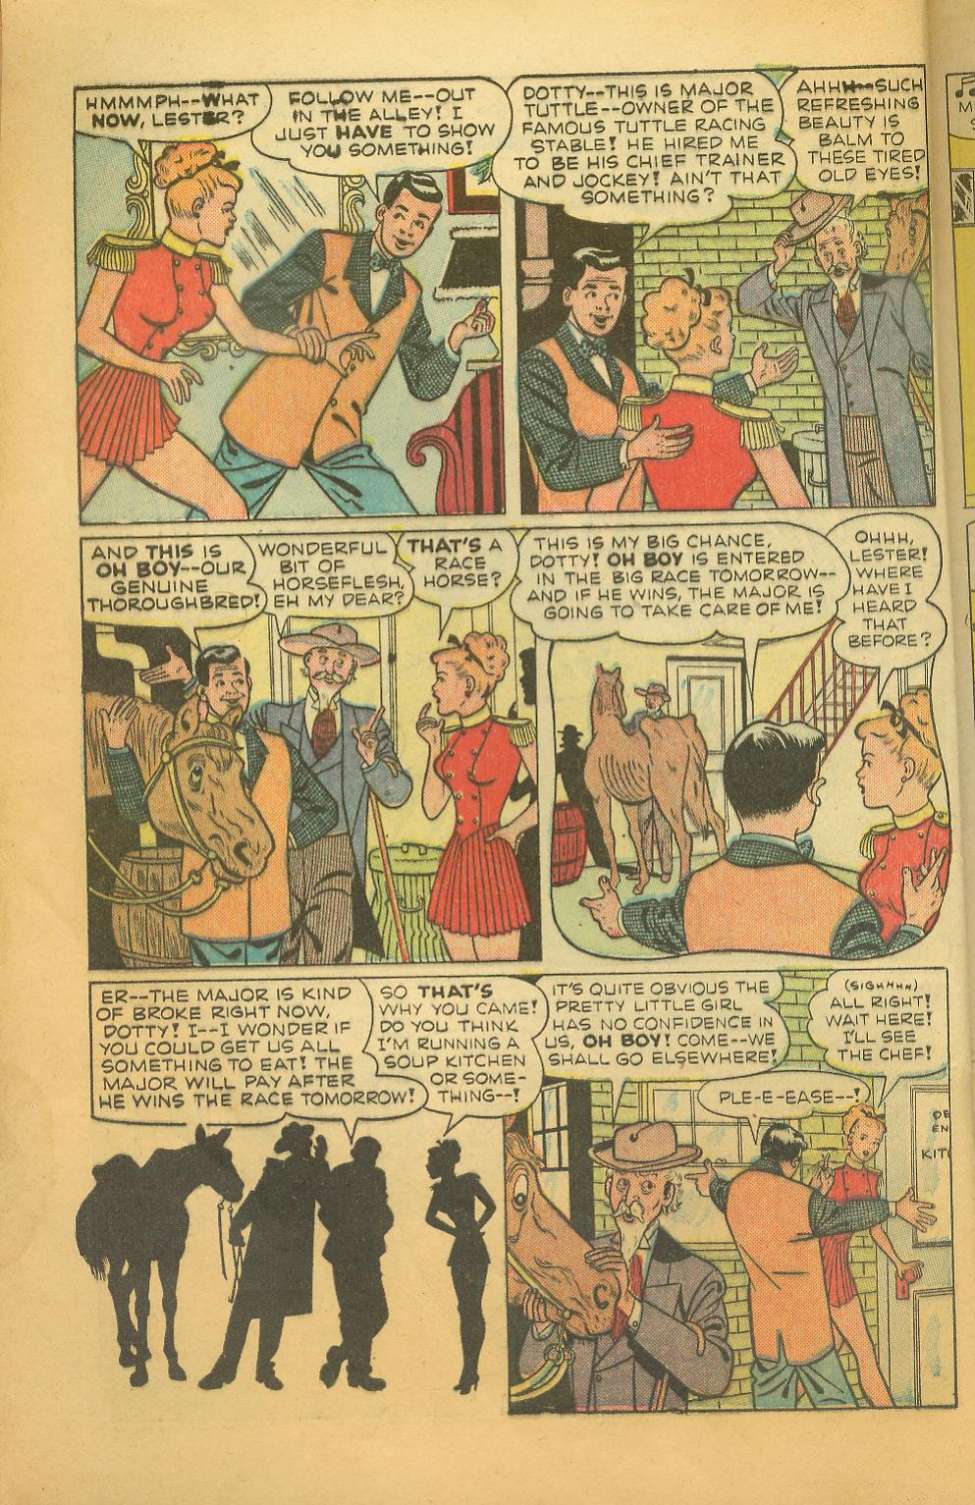 HMMMPH--WHAT
NOW, LESTER?
FOLLOW ME--OUT
IN THE ALLEY! I
JUST HAVE TO SHOW
YOU SOMETHING!
DOTTY--THIS IS MAJOR
TUTTLE--OWNER OF THE
FAMOUS TUTTLE RACING
STABLE! HE HIRED ME
TO BE HIS CHIEF TRAINER
AND JOCKEY! AIN'T THAT
SOMETHING?
AHHH--SUCH
REFRESHING
BEAUTY IS
BALM TO
THESE TIRED
OLD EYES!
AND THIS IS
OH BOY--OUR
GENUINE
THOROUGHBRED!
WONDERFUL
BIT OF
HORSEFLESH,
EH MY DEAR?
THAT'S A
RACE
HORSE?
THIS IS MY BIG CHANCE,
DOTTY! OH BOY IS ENTERED
IN THE BIG RACE TOMORROW--
AND IF HE WINS, THE MAJOR IS
GOING TO TAKE CARE OF ME!
OHHH,
LESTER!
WHERE
HAVE I
HEARD
THAT
BEFORE?
ER--THE MAJOR IS KIND
OF BROKE RIGHT NOW,
DOTTY! I--I WONDER IF
YOU COULD GET US ALL
SOMETHING TO EAT! THE
MAJOR WILL PAY AFTER
HE WINS THE RACE TOMORROW!
SO THAT'S
WHY YOU CAME!
DO YOU THINK
I'M RUNNING A
SOUP KITCHEN
OR SOME-
THING--!
IT'S QUITE OBVIOUS THE
PRETTY LITTLE GIRL
HAS NO CONFIDENCE IN
US, OH BOY! COME--WE
SHALL GO ELSEWHERE!
PLE-E-EASE--!
(SIGHHHH)
ALL RIGHT!
WAIT HERE!
I'LL SEE
THE CHEF!
DE
EN
KIT